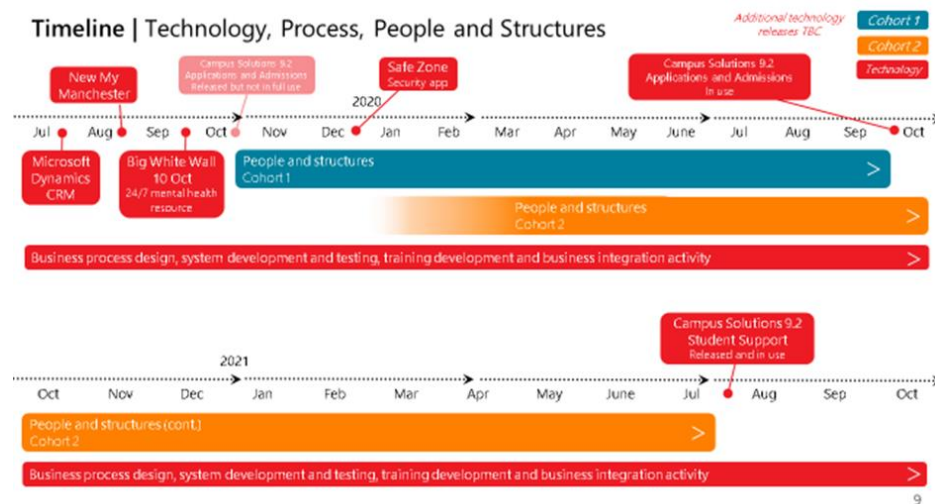 Timeline | Technology, Process, People and Structures
Additional technology
releases TBC
Cohort 1
Cohort 2
Technology
New My
Manchester
Campus Solutions 9.2
Applications and Admissions
Released but not in full use
Safe Zone
Security app
Campus Solutions 9.2
Applications and Admissions
In use
2020
Jul Aug Sep Oct Nov Dec Jan Feb Mar Apr May June Jul Aug Sep Oct
Microsoft
Dynamics
CRM
Big White Wall
10 Oct
24/7 mental health
resource
People and structures
Cohort 1
People and structures
Cohort 2
Business process design, system development and testing, training development and business integration activity
Campus Solutions 9.2
Student Support
Released and in use
2021
Oct Nov Dec Jan Feb Mar Apr May June Jul Aug Sep Oct
People and structures (cont.)
Cohort 2
Business process design, system development and testing, training development and business integration activity
9